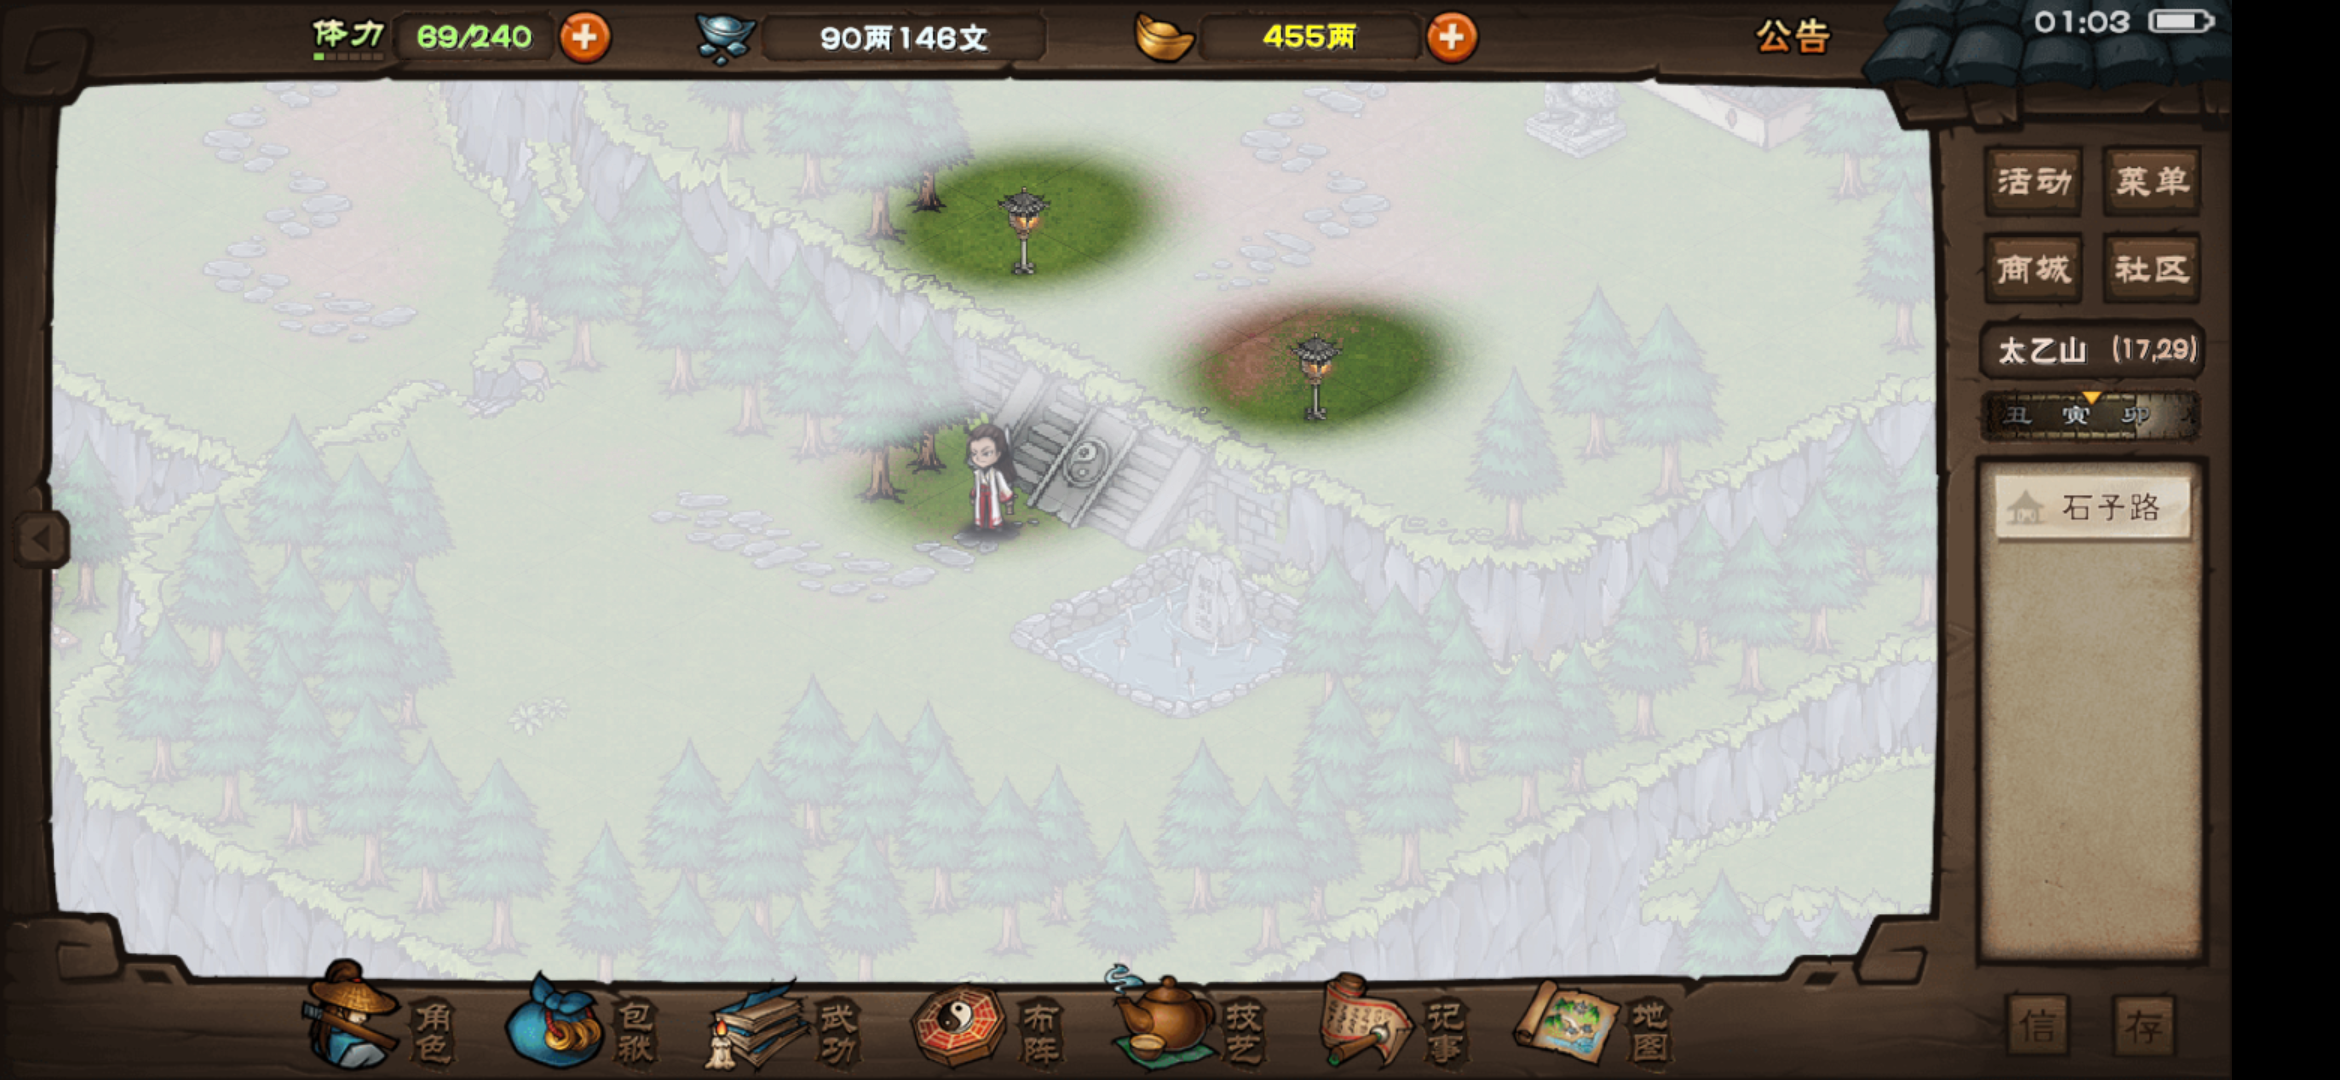 体力 69/240 90两146文 455两 公告 01:03
活动 菜单
商城 社区
太乙山 (17,29)
丑 寅 卯
石子路
角色 包袱 武功 布阵 技艺 记事 地图 信 存